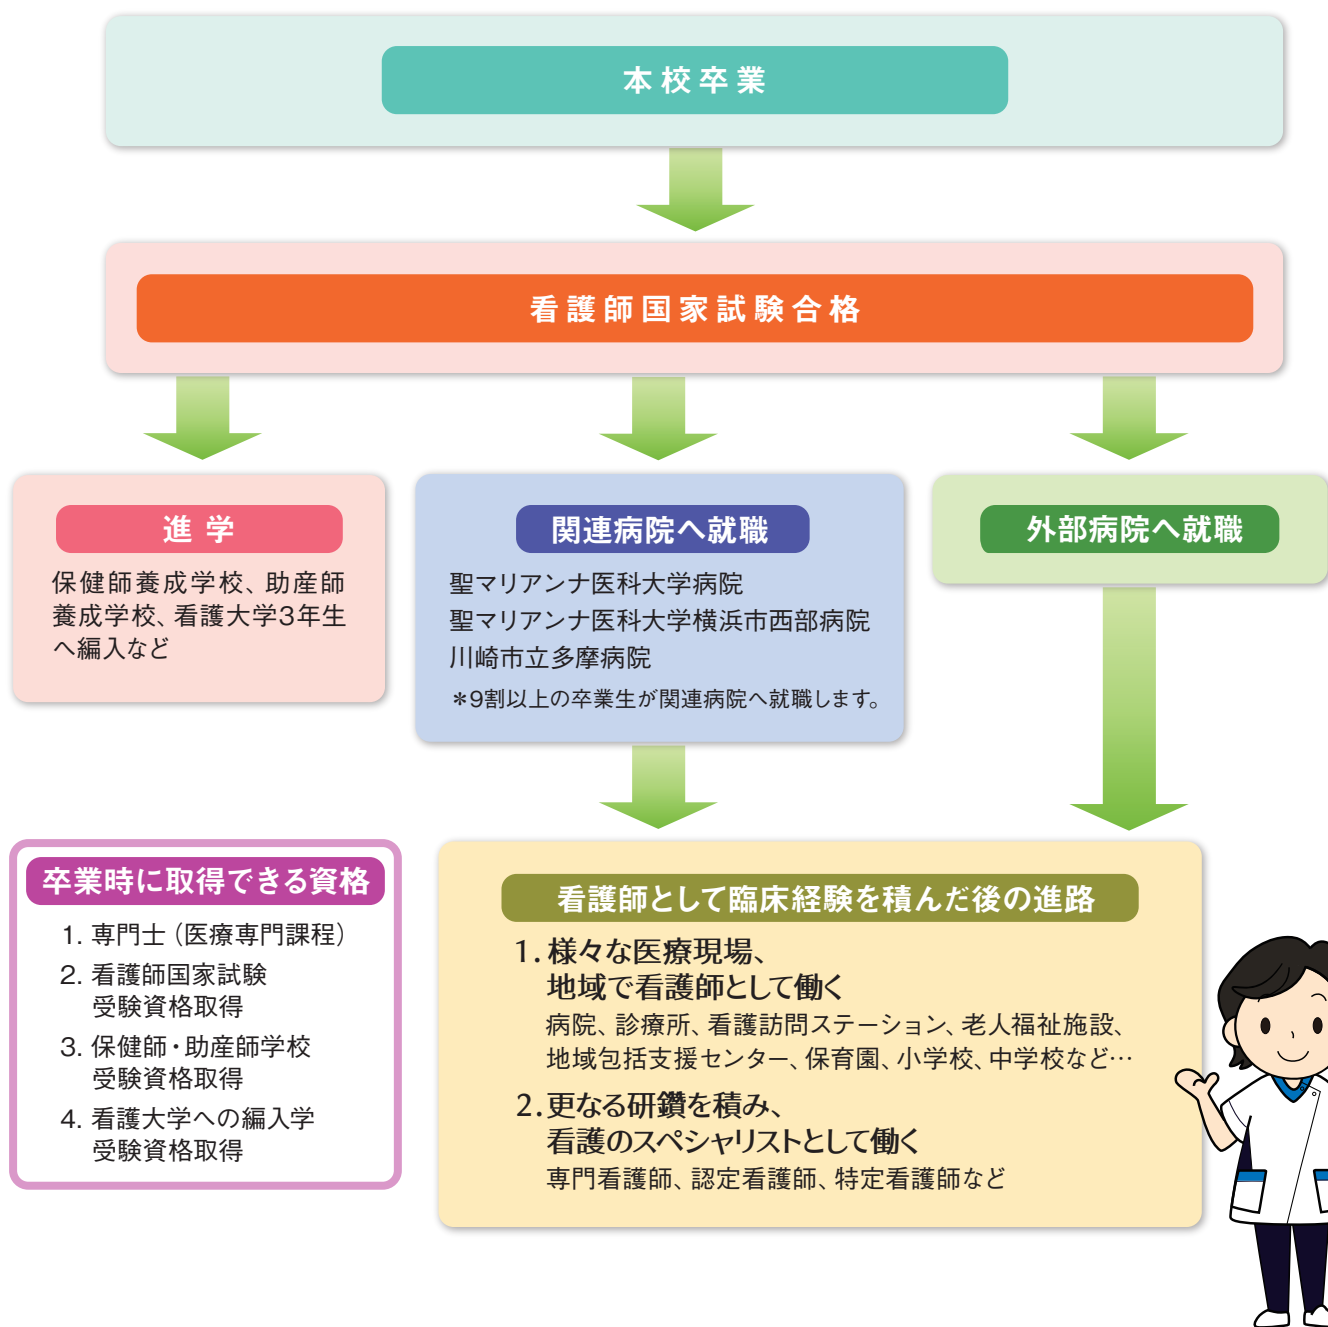 本校卒業
看護師国家試験合格
進学
保健師養成学校、助産師
養成学校、看護大学3年生
へ編入など
関連病院へ就職
聖マリアンナ医科大学病院
聖マリアンナ医科大学横浜市西部病院
川崎市立多摩病院
＊9割以上の卒業生が関連病院へ就職します。
外部病院へ就職
卒業時に取得できる資格
1. 専門士（医療専門課程）
2. 看護師国家試験
受験資格取得
3. 保健師・助産師学校
受験資格取得
4. 看護大学への編入学
受験資格取得
看護師として臨床経験を積んだ後の進路
1. 様々な医療現場、
地域で看護師として働く
病院、診療所、看護訪問ステーション、老人福祉施設、
地域包括支援センター、保育園、小学校、中学校など…
2. 更なる研鑽を積み、
看護のスペシャリストとして働く
専門看護師、認定看護師、特定看護師など